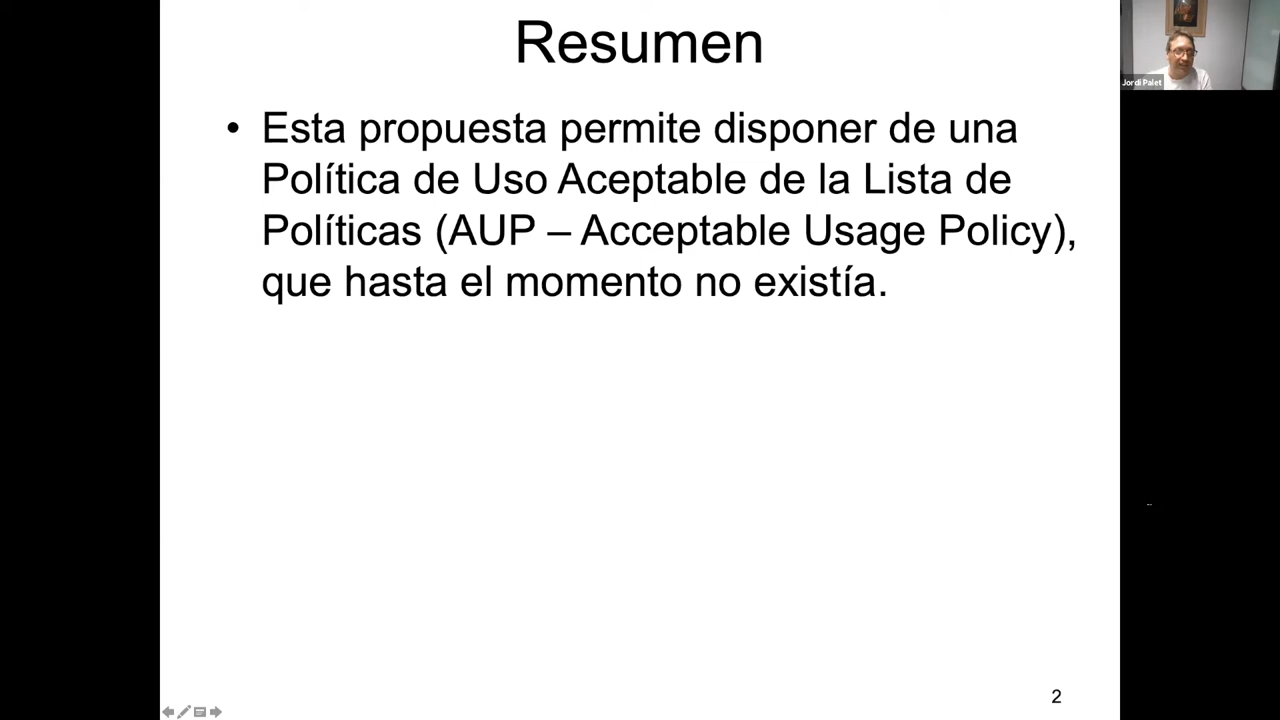 Resumen
Jordi Palet
• Esta propuesta permite disponer de una
Política de Uso Aceptable de la Lista de
Políticas (AUP – Acceptable Usage Policy),
que hasta el momento no existía.
2